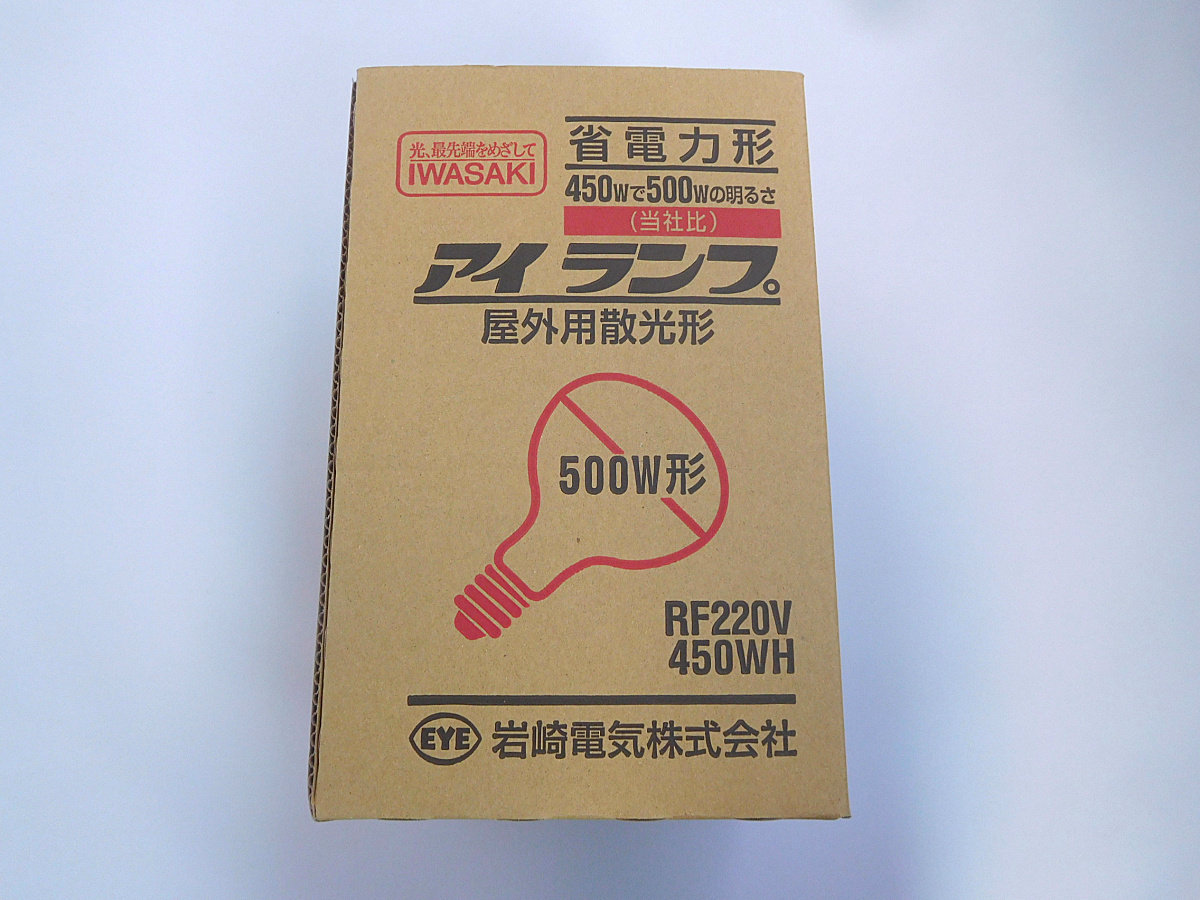 光、最先端をめざして
IWASAKI
省電力形
450Wで500Wの明るさ
(当社比)
アイ ランプ。
屋外用散光形
500W形
RF220V
450WH
EYE 岩崎電気株式会社